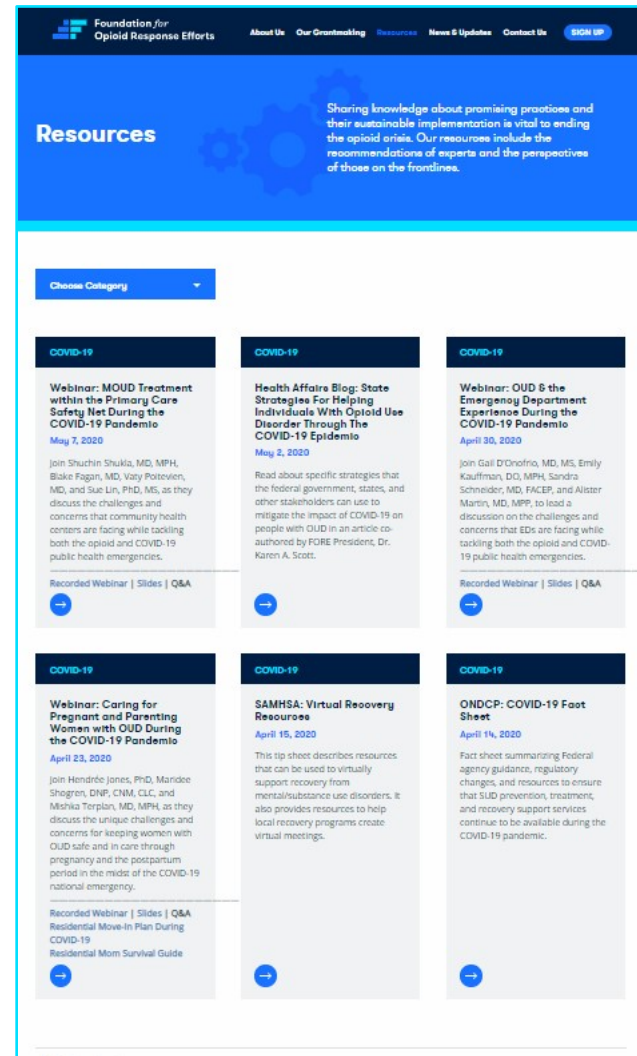 Foundation for
Opioid Response Efforts
About Us Our Grantmaking Resources News & Updates Contact Us SIGN UP
Resources
Sharing knowledge about promising practices and
their sustainable implementation is vital to ending
the opioid crisis. Our resources include the
recommendations of experts and the perspectives
of those on the frontlines.
Choose Category
COVID-19
Webinar: MOUD Treatment
within the Primary Care
Safety Net During the
COVID-19 Pandemic
May 7, 2020
Join Shuchin Shukla, MD, MPH,
Blake Fagan, MD, Vaty Poitevien,
MD, and Sue Lin, PhD, MS, as they
discuss the challenges and
concerns that community health
centers are facing while tackling
both the opioid and COVID-19
public health emergencies.
Recorded Webinar | Slides | Q&A
COVID-19
Health Affairs Blog: State
Strategies For Helping
Individuals With Opioid Use
Disorder Through The
COVID-19 Epidemic
May 2, 2020
Read about specific strategies that
the federal government, states, and
other stakeholders can use to
mitigate the impact of COVID-19 on
people with OUD in an article co-
authored by FORE President, Dr.
Karen A. Scott.
COVID-19
Webinar: OUD & the
Emergency Department
Experience During the
COVID-19 Pandemic
April 30, 2020
Join Gail D'Onofrio, MD, MS, Emily
Kauffman, DO, MPH, Sandra
Schneider, MD, FACEP, and Alister
Martin, MD, MPP, to lead a
discussion on the challenges and
concerns that EDs are facing while
tackling both the opioid and COVID-
19 public health emergencies.
Recorded Webinar | Slides | Q&A
COVID-19
Webinar: Caring for
Pregnant and Parenting
Women with OUD During
the COVID-19 Pandemic
April 23, 2020
Join Hendrée Jones, PhD, Maridee
Shogren, DNP, CNM, CLC, and
Mishka Terplan, MD, MPH, as they
discuss the unique challenges and
concerns for keeping women with
OUD safe and in care through
pregnancy and the postpartum
period in the midst of the COVID-19
national emergency.
Recorded Webinar | Slides | Q&A
Residential Move-In Plan During
COVID-19
Residential Mom Survival Guide
COVID-19
SAMHSA: Virtual Recovery
Resources
April 15, 2020
This tip sheet describes resources
that can be used to virtually
support recovery from
mental/substance use disorders. It
also provides resources to help
local recovery programs create
virtual meetings.
COVID-19
ONDCP: COVID-19 Fact
Sheet
April 14, 2020
Fact sheet summarizing Federal
agency guidance, regulatory
changes, and resources to ensure
that SUD prevention, treatment,
and recovery support services
continue to be available during the
COVID-19 pandemic.